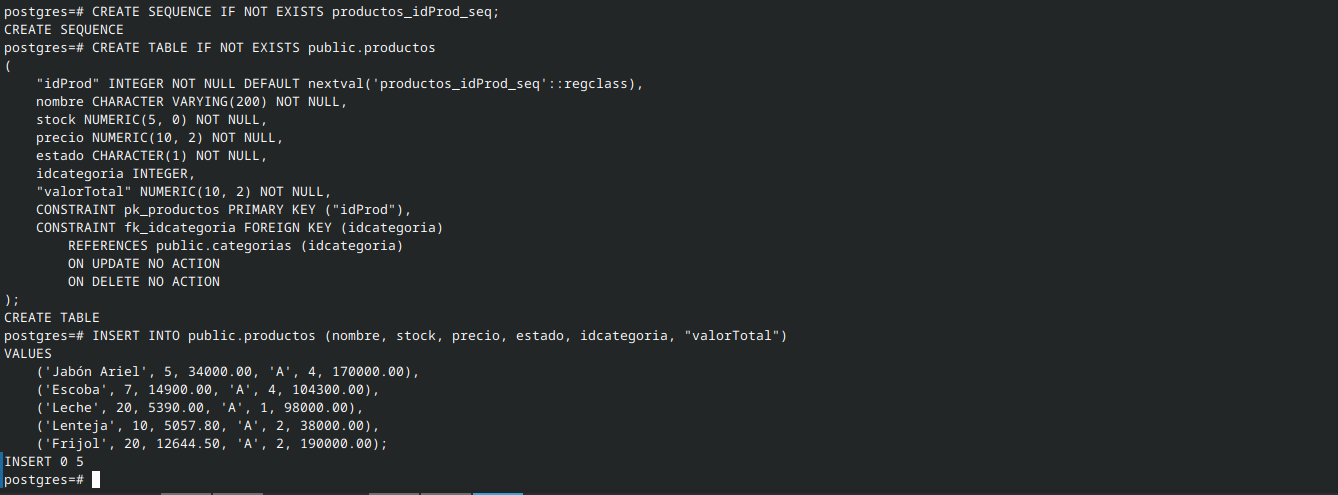 postgres=# CREATE SEQUENCE IF NOT EXISTS productos_idProd_seq;
CREATE SEQUENCE
postgres=# CREATE TABLE IF NOT EXISTS public.productos
(
    "idProd" INTEGER NOT NULL DEFAULT nextval('productos_idProd_seq'::regclass),
    nombre CHARACTER VARYING(200) NOT NULL,
    stock NUMERIC(5, 0) NOT NULL,
    precio NUMERIC(10, 2) NOT NULL,
    estado CHARACTER(1) NOT NULL,
    idcategoria INTEGER,
    "valorTotal" NUMERIC(10, 2) NOT NULL,
    CONSTRAINT pk_productos PRIMARY KEY ("idProd"),
    CONSTRAINT fk_idcategoria FOREIGN KEY (idcategoria)
        REFERENCES public.categorias (idcategoria)
        ON UPDATE NO ACTION
        ON DELETE NO ACTION
);
CREATE TABLE
postgres=# INSERT INTO public.productos (nombre, stock, precio, estado, idcategoria, "valorTotal")
VALUES
    ('Jabón Ariel', 5, 34000.00, 'A', 4, 170000.00),
    ('Escoba', 7, 14900.00, 'A', 4, 104300.00),
    ('Leche', 20, 5390.00, 'A', 1, 98000.00),
    ('Lenteja', 10, 5057.80, 'A', 2, 38000.00),
    ('Frijol', 20, 12644.50, 'A', 2, 190000.00);
INSERT 0 5
postgres=#